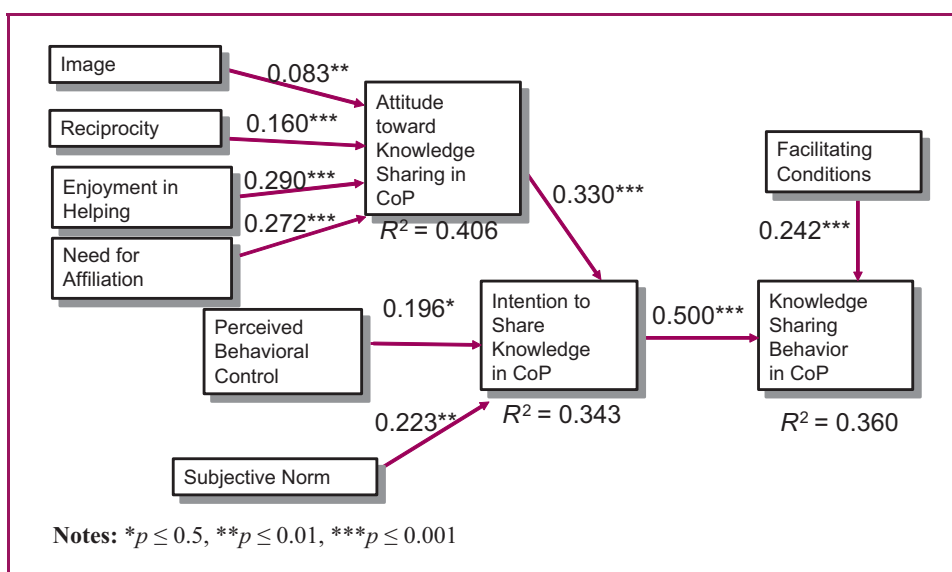 Image
0.083**
Reciprocity
0.160***
Enjoyment in
Helping
0.290***
Need for
Affiliation
0.272***
Attitude
toward
Knowledge
Sharing in
CoP
R² = 0.406
0.330***
Facilitating
Conditions
0.242***
Perceived
Behavioral
Control
0.196*
Intention to
Share
Knowledge
in CoP
R² = 0.343
0.500***
Knowledge
Sharing
Behavior
in CoP
R² = 0.360
0.223**
Subjective Norm
Notes: *p ≤ 0.5, **p ≤ 0.01, ***p ≤ 0.001